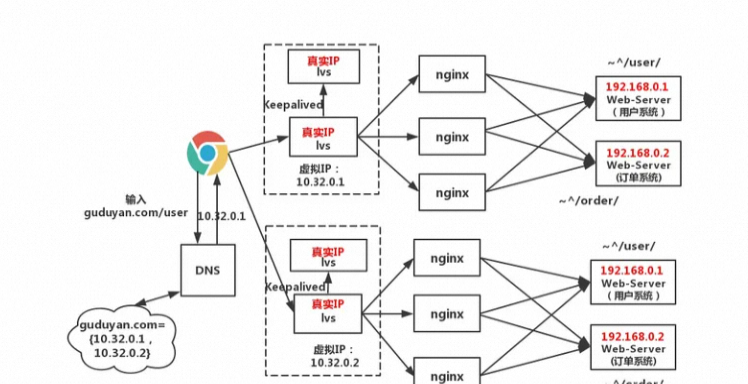 真实IP
lvs
Keepalived
真实IP
lvs
虚拟IP：
10.32.0.1
nginx
nginx
nginx
~^/user/
192.168.0.1
Web-Server
（用户系统）
192.168.0.2
Web-Server
(订单系统)
~^/order/
输入
guduyan.com/user
10.32.0.1
DNS
guduyan.com=
{10.32.0.1，
10.32.0.2}
真实IP
lvs
Keepalived
真实IP
lvs
虚拟IP：
10.32.0.2
nginx
nginx
nginx
~^/user/
192.168.0.1
Web-Server
（用户系统）
192.168.0.2
Web-Server
(订单系统)
~^/order/